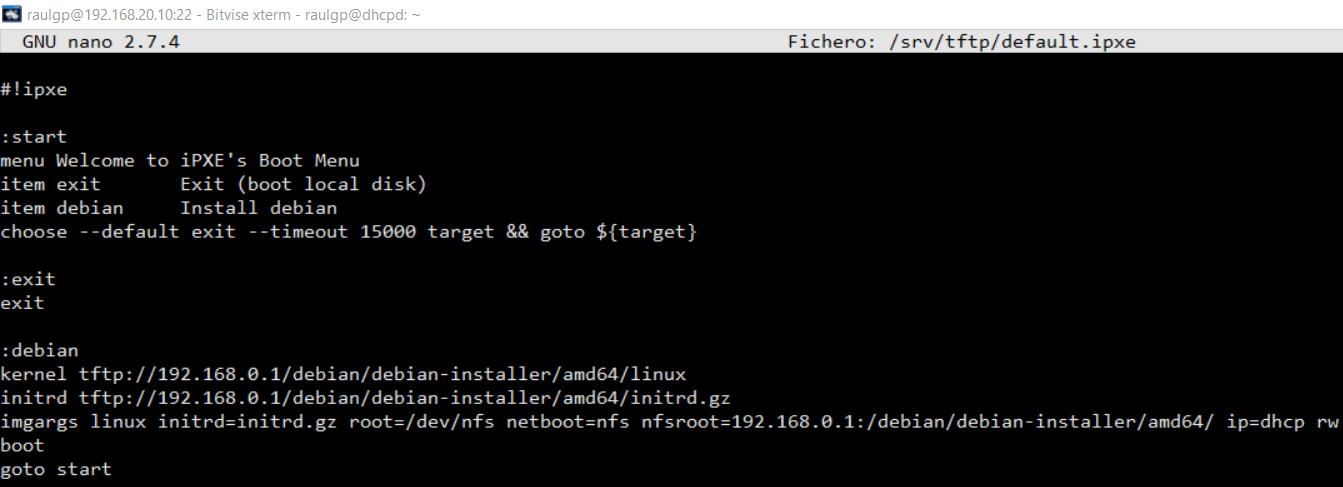 raulgp@192.168.20.10:22 - Bitvise xterm - raulgp@dhcpd: ~
GNU nano 2.7.4 Fichero: /srv/tftp/default.ipxe
#!ipxe
:start
menu Welcome to iPXE's Boot Menu
item exit Exit (boot local disk)
item debian Install debian
choose --default exit --timeout 15000 target && goto ${target}
:exit
exit
:debian
kernel tftp://192.168.0.1/debian/debian-installer/amd64/linux
initrd tftp://192.168.0.1/debian/debian-installer/amd64/initrd.gz
imgargs linux initrd=initrd.gz root=/dev/nfs netboot=nfs nfsroot=192.168.0.1:/debian/debian-installer/amd64/ ip=dhcp rw
boot
goto start